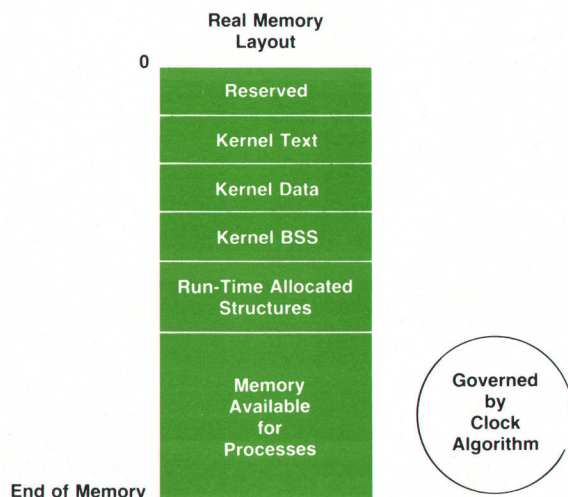 Real Memory
Layout
0
Reserved
Kernel Text
Kernel Data
Kernel BSS
Run-Time Allocated
Structures
Memory
Available
for
Processes
Governed
by
Clock
Algorithm
End of Memory